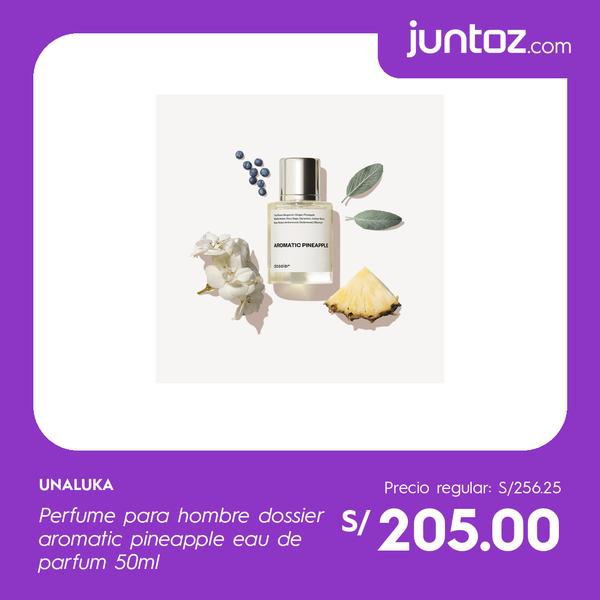 juntoz.com
AROMATIC PINEAPPLE
dossier
UNALUKA
Perfume para hombre dossier
aromatic pineapple eau de
parfum 50ml
Precio regular: S/256.25
S/ 205.00